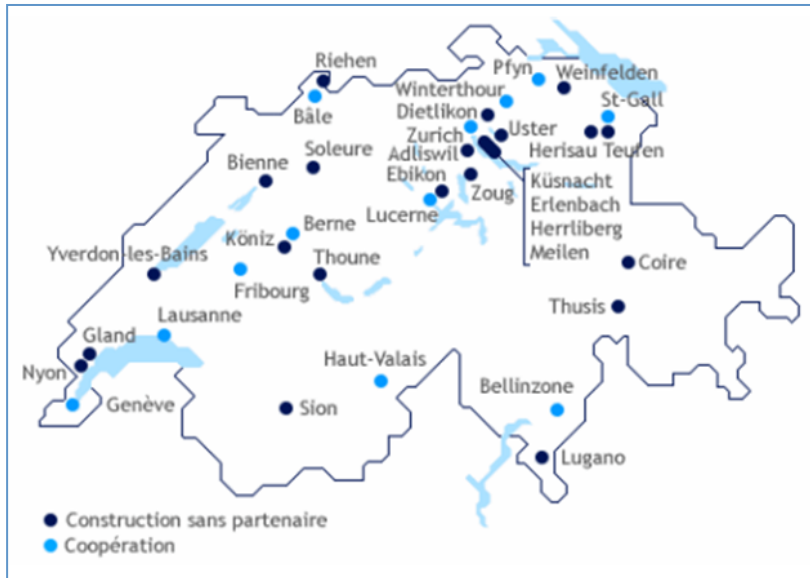 Riehen
Pfyn
Weinfelden
Winterthour
St-Gall
Dietlikon
Bâle
Zurich
Uster
Soleure
Adliswil
Herisau Teufen
Bienne
Ebikon
Küsnacht
Zoug
Lucerne
Erlenbach
Berne
Herrliberg
Köniz
Meilen
Yverdon-les-Bains
Thoune
Coire
Fribourg
Thusis
Lausanne
Gland
Haut-Valais
Nyon
Bellinzone
Genève
Sion
Lugano
Construction sans partenaire
Coopération